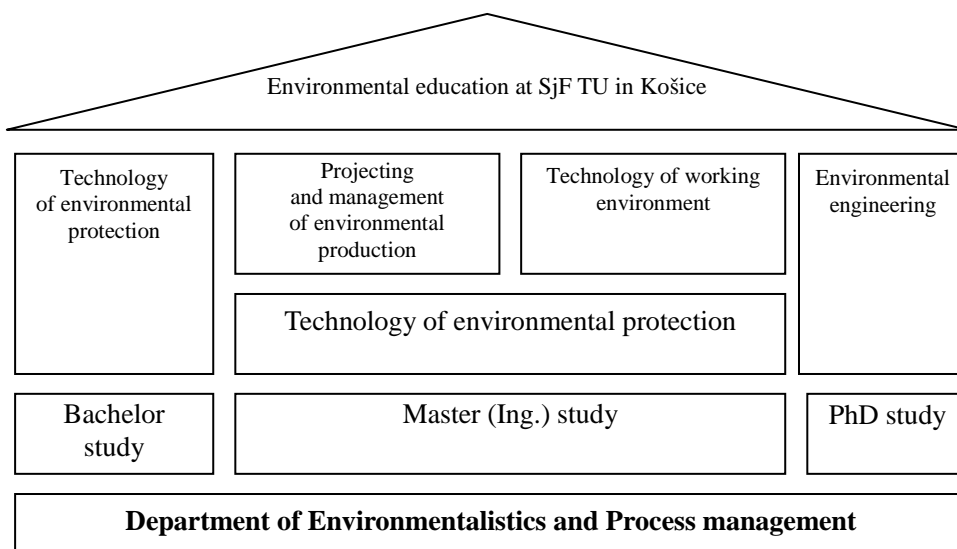 Environmental education at SjF TU in Košice
Technology
of environmental
protection
Projecting
and management
of environmental
production
Technology of working
environment
Environmental
engineering
Technology of environmental protection
Bachelor
study
Master (Ing.) study
PhD study
Department of Environmentalistics and Process management